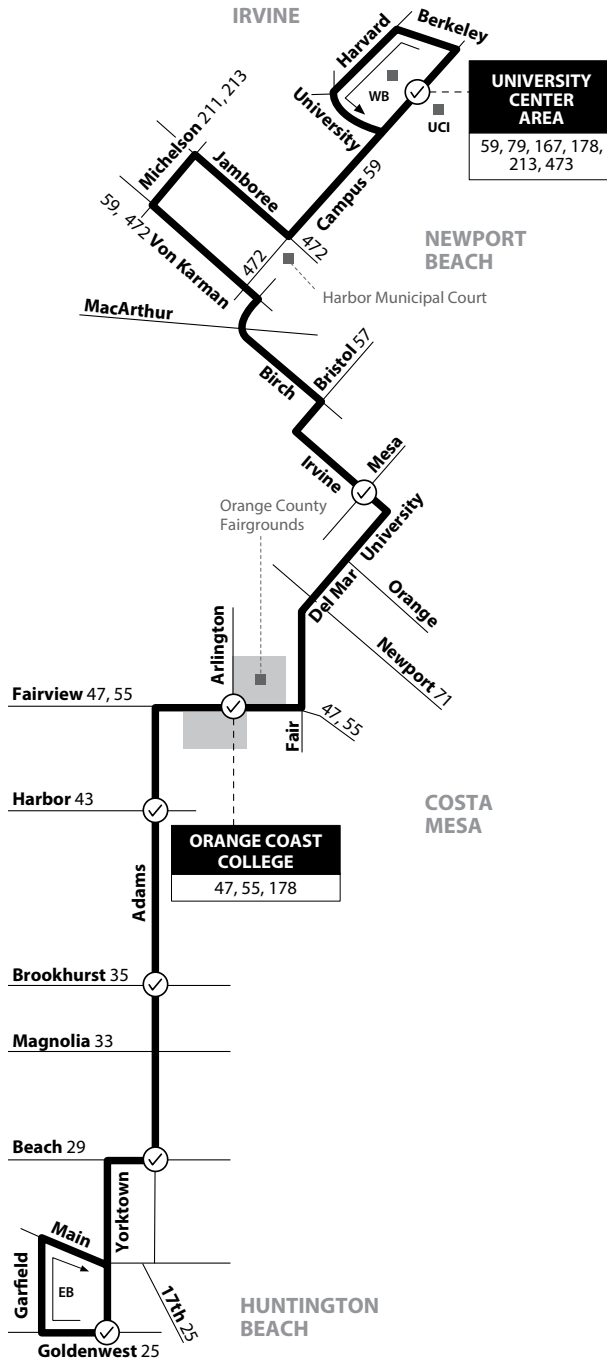 IRVINE
Berkeley
Harvard
WB
University
UCI
UNIVERSITY
CENTER
AREA
59, 79, 167, 178,
213, 473
Michelson 211, 213
Jamboree
Campus 59
59, 472
Von Karman
472
472
NEWPORT
BEACH
Harbor Municipal Court
MacArthur
Birch
Bristol 57
Irvine
Mesa
Orange County
Fairgrounds
University
Del Mar
Orange
Newport 71
Arlington
Fairview 47, 55
Fair
47, 55
Harbor 43
COSTA
MESA
ORANGE COAST
COLLEGE
47, 55, 178
Adams
Brookhurst 35
Magnolia 33
Beach 29
Yorktown
Main
Garfield
EB
17th 25
HUNTINGTON
BEACH
Goldenwest 25